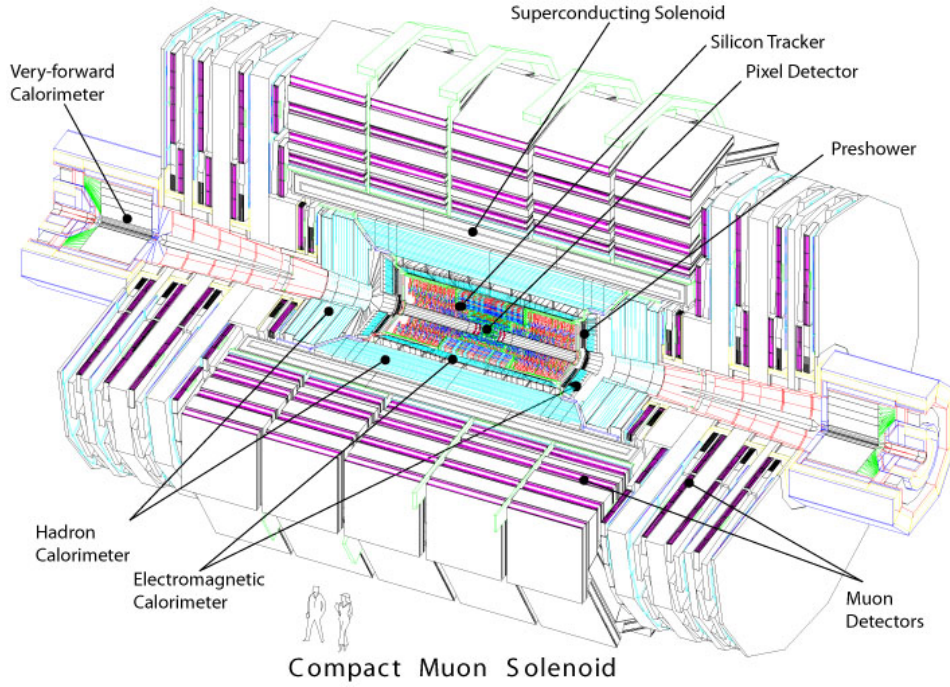 Superconducting Solenoid
Silicon Tracker
Pixel Detector
Very-forward
Calorimeter
Preshower
Hadron
Calorimeter
Electromagnetic
Calorimeter
Muon
Detectors
Compact Muon Solenoid